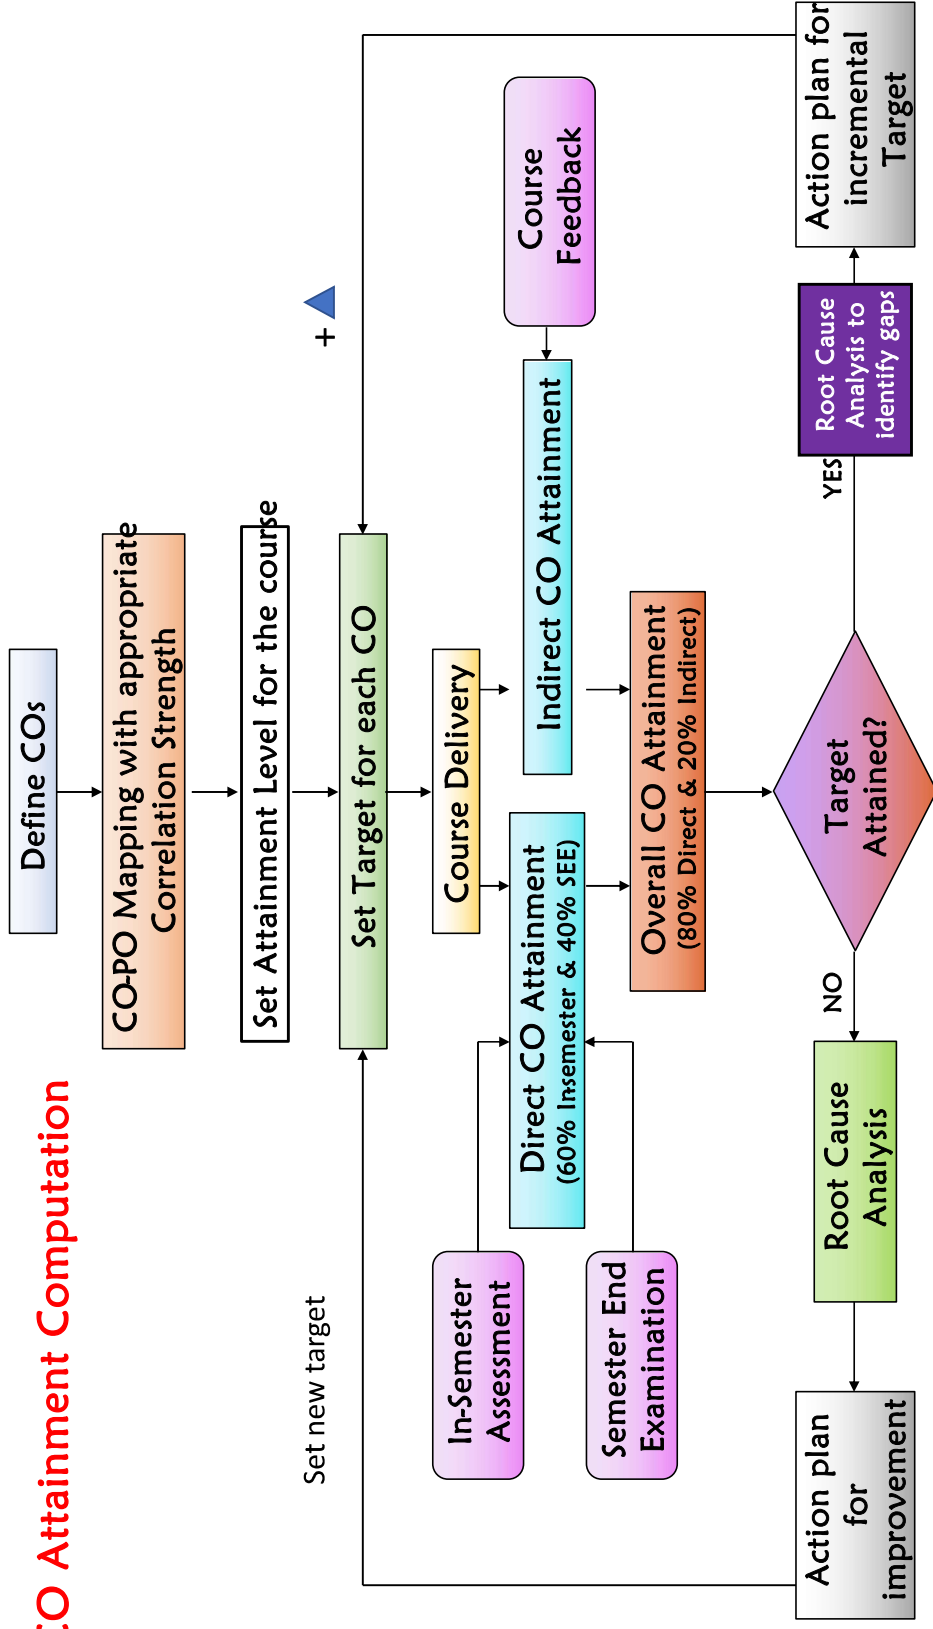 CO Attainment Computation
Define COs
CO-PO Mapping with appropriate
Correlation Strength
Set Attainment Level for the course
Set new target
+
Set Target for each CO
Course Delivery
In-Semester
Assessment
Semester End
Examination
Direct CO Attainment
(60% In-semester & 40% SEE)
Indirect CO Attainment
Course
Feedback
Overall CO Attainment
(80% Direct & 20% Indirect)
Target
Attained?
NO
YES
Root Cause
Analysis
Action plan
for
improvement
Root Cause
Analysis to
identify gaps
Action plan for
incremental
Target